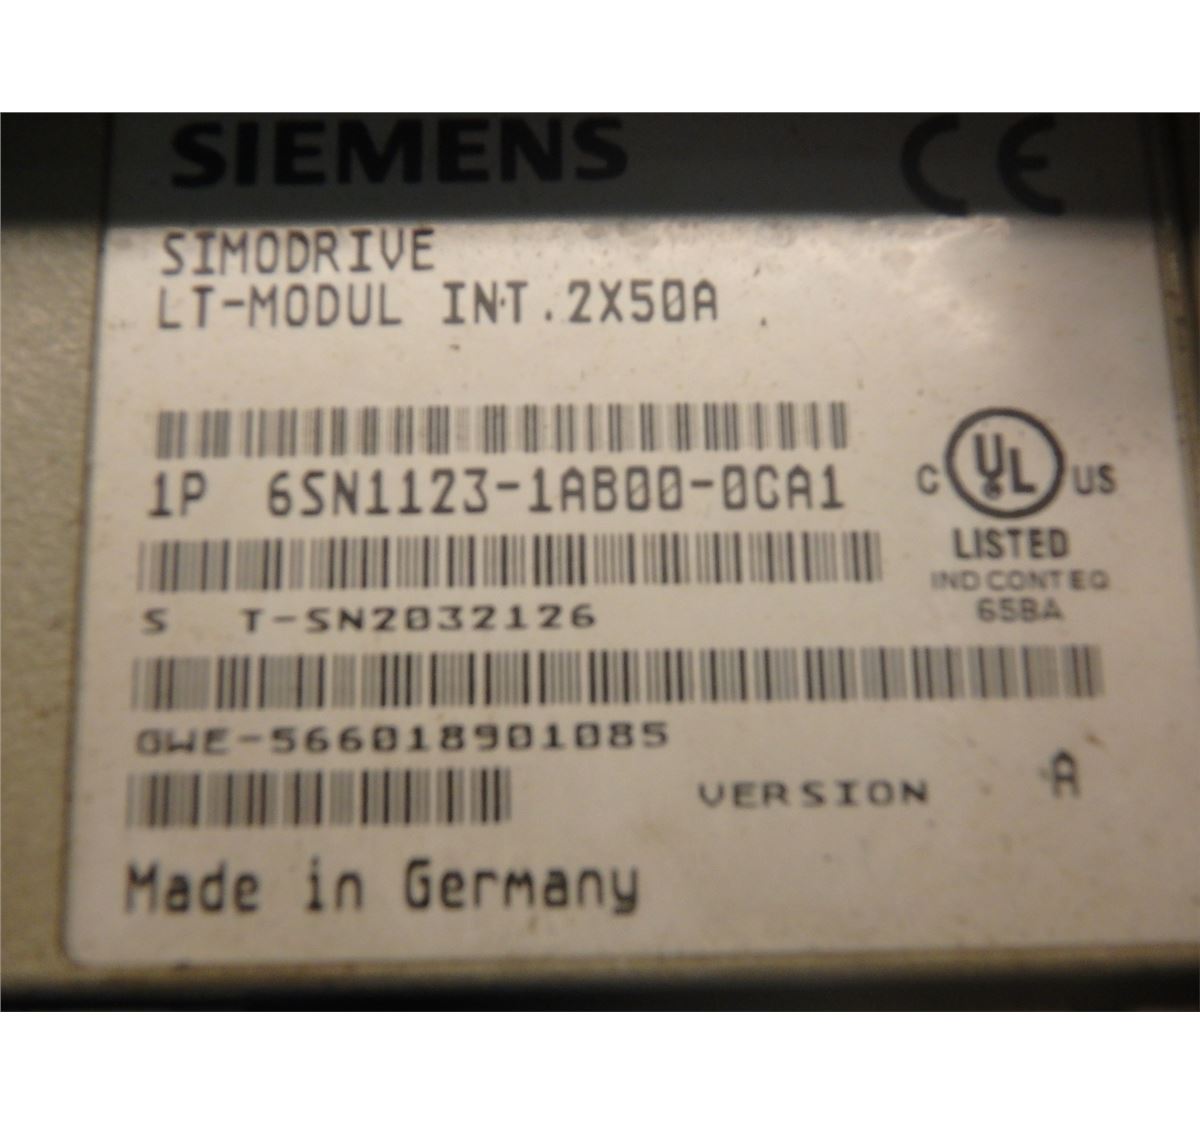 SIEMENS CE
SIMODRIVE
LT-MODUL INT.2X50A
1P 6SN1123-1AB00-0CA1
C UL US
LISTED
IND CONT EQ
65BA
S T-SN2032126
GWE-566018901085
VERSION A
Made in Germany